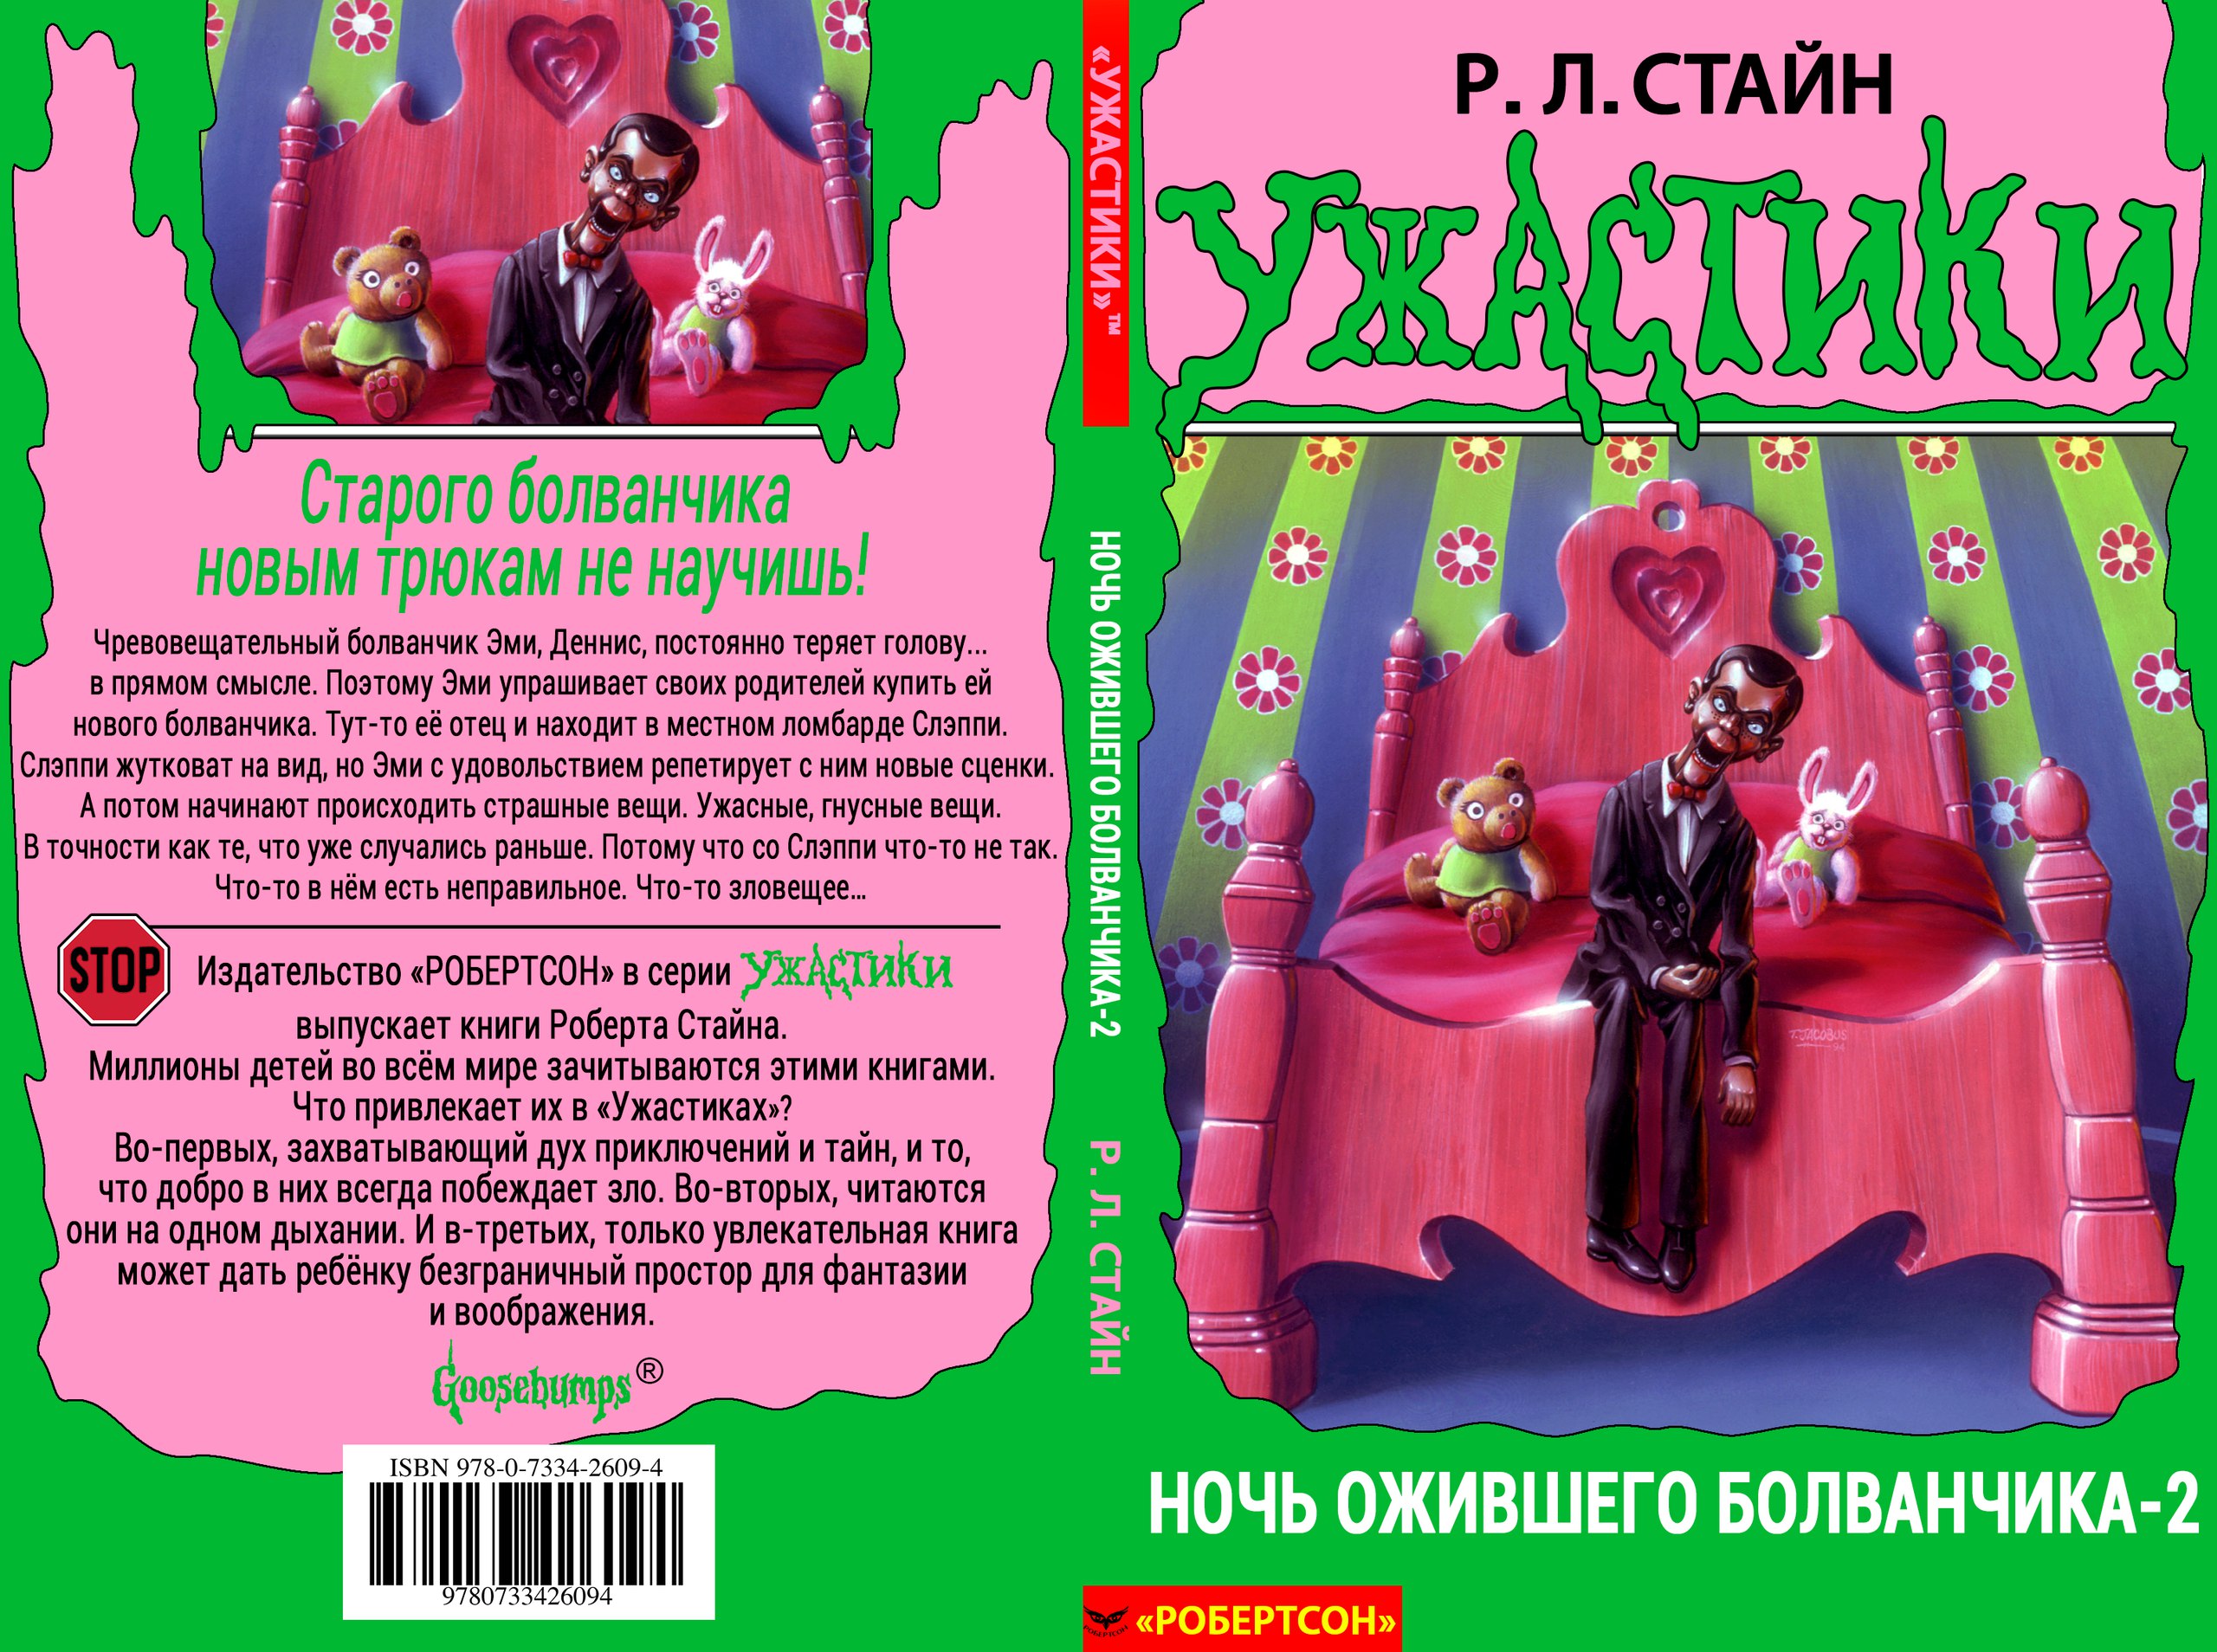 Старого болванчика
новым трюкам не научишь!
Чревовещательный болванчик Эми, Деннис, постоянно теряет голову...
в прямом смысле. Поэтому Эми упрашивает своих родителей купить ей
нового болванчика. Тут-то её отец и находит в местном ломбарде Слэппи.
Слэппи жутковат на вид, но Эми с удовольствием репетирует с ним новые сценки.
А потом начинают происходить страшные вещи. Ужасные, гнусные вещи.
В точности как те, что уже случались раньше. Потому что со Слэппи что-то не так.
Что-то в нём есть неправильное. Что-то зловещее...
STOP
Издательство «РОБЕРТСОН» в серии УЖАСТИКИ
выпускает книги Роберта Стайна.
Миллионы детей во всём мире зачитываются этими книгами.
Что привлекает их в «Ужастиках»?
Во-первых, захватывающий дух приключений и тайн, и то,
что добро в них всегда побеждает зло. Во-вторых, читаются
они на одном дыхании. И в-третьих, только увлекательная книга
может дать ребёнку безграничный простор для фантазии
и воображения.
Goosebumps®
ISBN 978-0-7334-2609-4
9780733426094
«УЖАСТИКИ»™
НОЧЬ ОЖИВШЕГО БОЛВАНЧИКА-2
Р. Л. СТАЙН
Р. Л. СТАЙН
УЖАСТИКИ
T.JACOBUS
94
НОЧЬ ОЖИВШЕГО БОЛВАНЧИКА-2
РОБЕРТСОН
«РОБЕРТСОН»